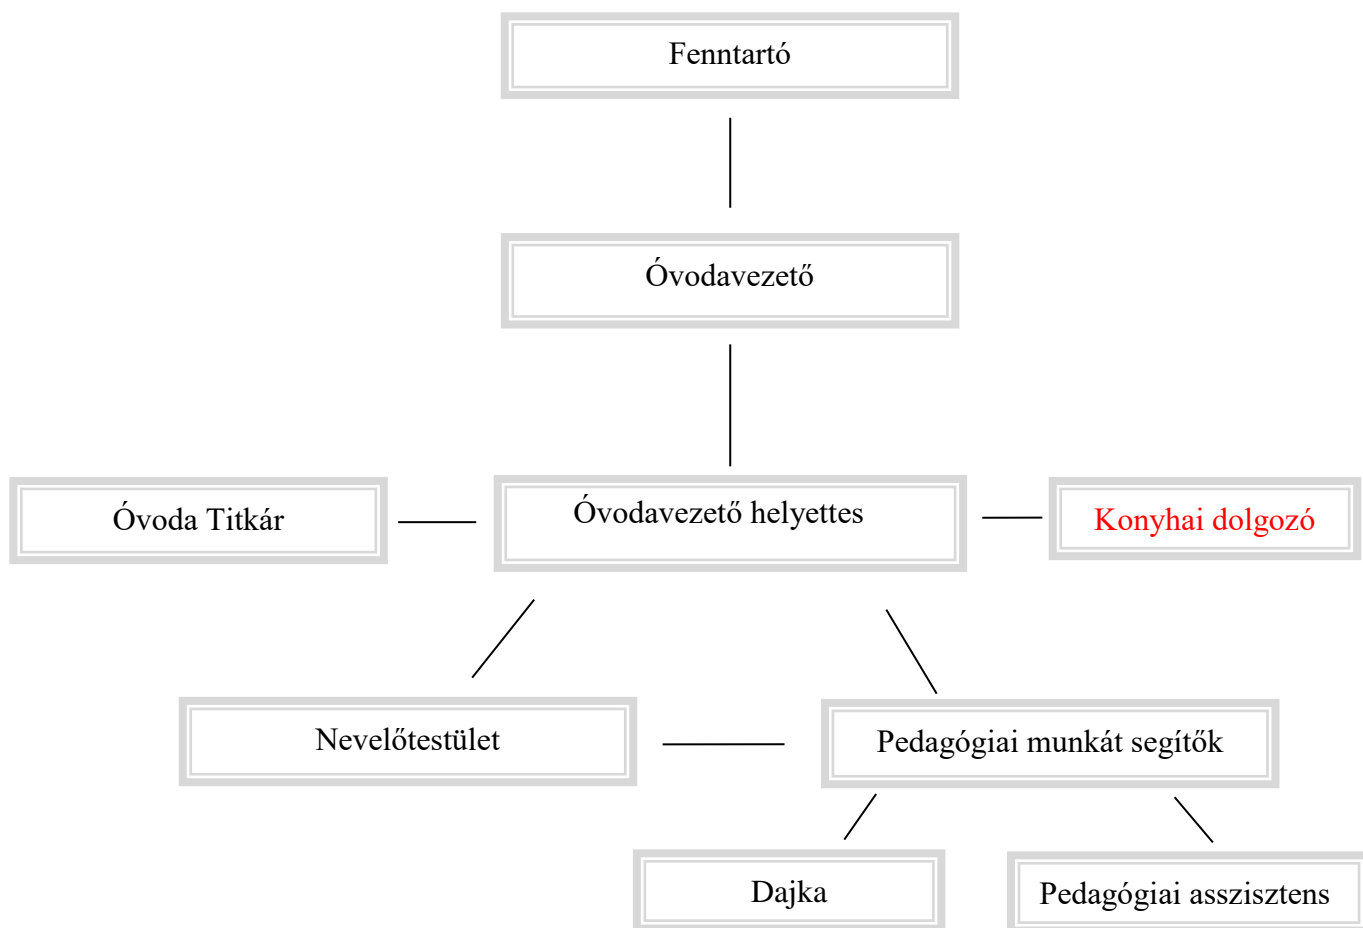 Fenntartó
Óvodavezető
Óvoda Titkár
Óvodavezető helyettes
Konyhai dolgozó
Nevelőtestület
Pedagógiai munkát segítők
Dajka
Pedagógiai asszisztens